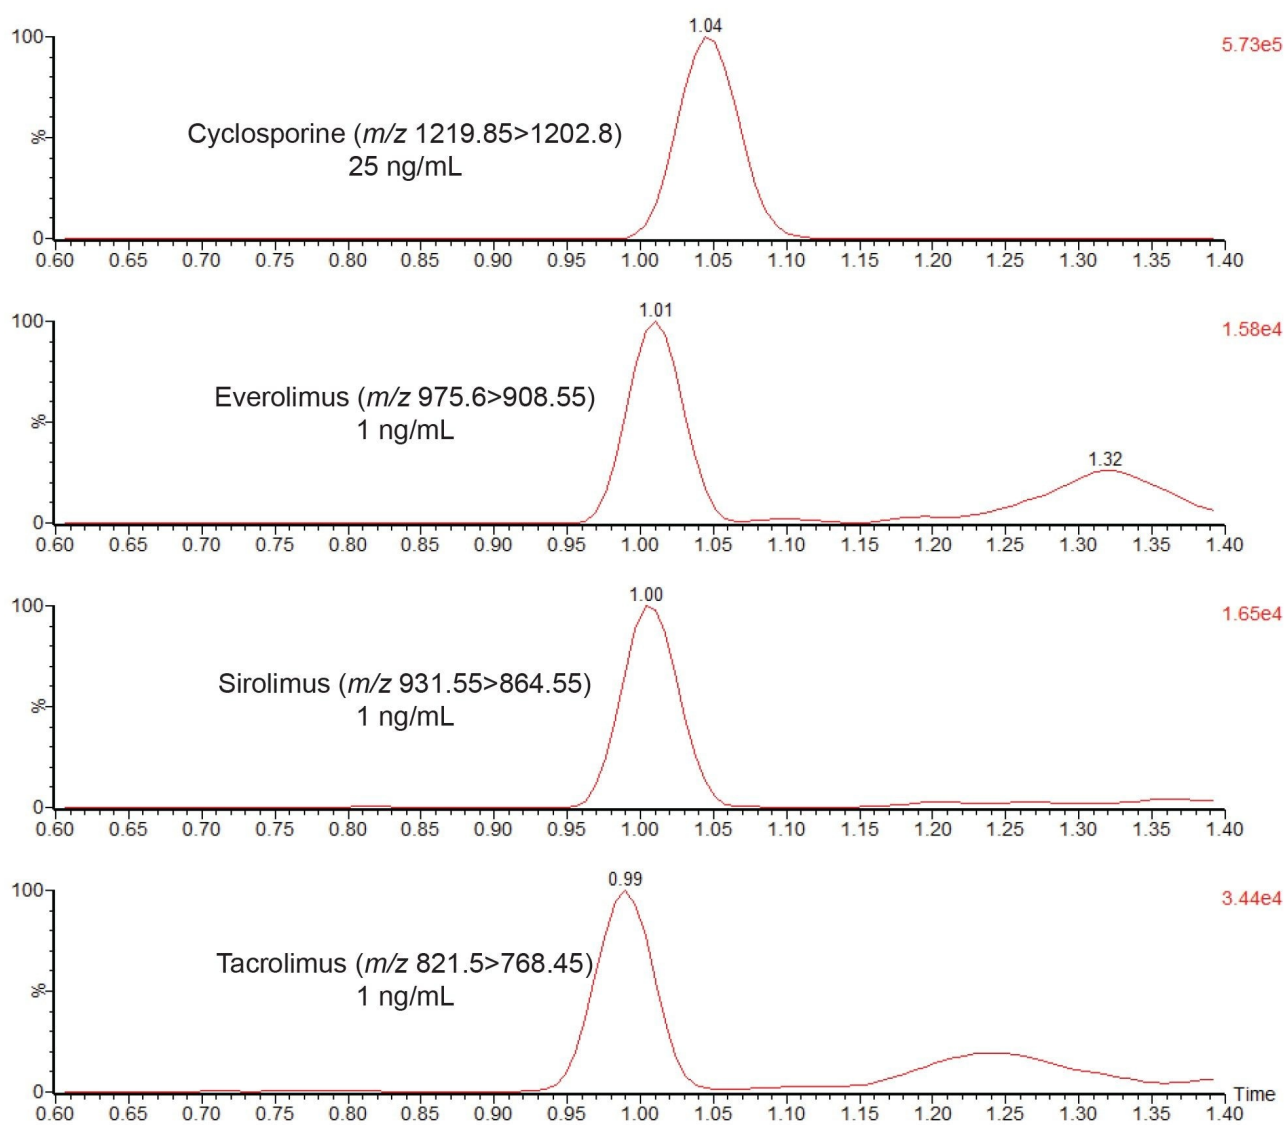 1.04
100
5.73e5
Cyclosporine (m/z 1219.85>1202.8)
%
25 ng/mL
0
0.60 0.65 0.70 0.75 0.80 0.85 0.90 0.95 1.00 1.05 1.10 1.15 1.20 1.25 1.30 1.35 1.40
1.01
100
1.58e4
Everolimus (m/z 975.6>908.55)
%
1 ng/mL
1.32
0
0.60 0.65 0.70 0.75 0.80 0.85 0.90 0.95 1.00 1.05 1.10 1.15 1.20 1.25 1.30 1.35 1.40
1.00
100
1.65e4
Sirolimus (m/z 931.55>864.55)
%
1 ng/mL
0
0.60 0.65 0.70 0.75 0.80 0.85 0.90 0.95 1.00 1.05 1.10 1.15 1.20 1.25 1.30 1.35 1.40
0.99
100
3.44e4
Tacrolimus (m/z 821.5>768.45)
%
1 ng/mL
0
Time
0.60 0.65 0.70 0.75 0.80 0.85 0.90 0.95 1.00 1.05 1.10 1.15 1.20 1.25 1.30 1.35 1.40